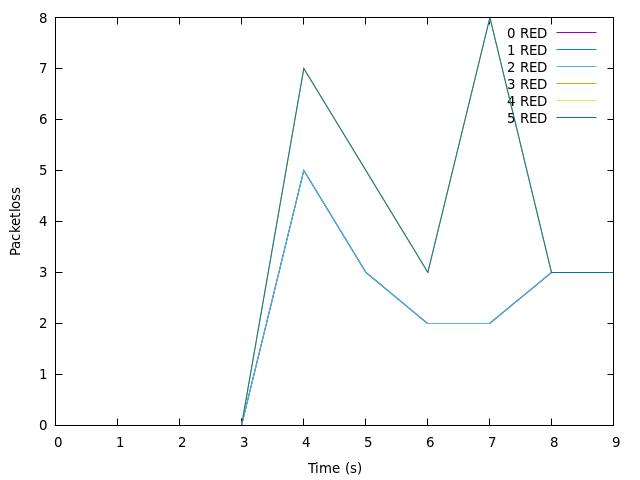 8
7
6
5
4
3
2
1
0
Packetloss
0 RED
1 RED
2 RED
3 RED
4 RED
5 RED
0 1 2 3 4 5 6 7 8 9
Time (s)